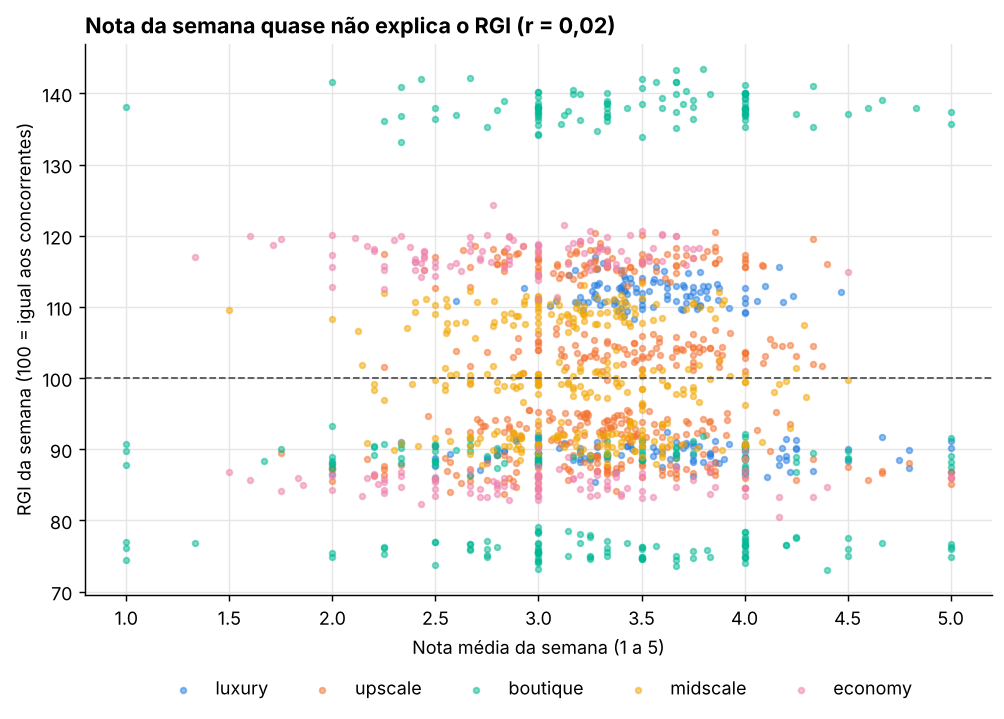 Nota da semana quase não explica o RGI (r = 0,02)
RGI da semana (100 = igual aos concorrentes)
140
130
120
110
100
90
80
70
1.0 1.5 2.0 2.5 3.0 3.5 4.0 4.5 5.0
Nota média da semana (1 a 5)
luxury upscale boutique midscale economy